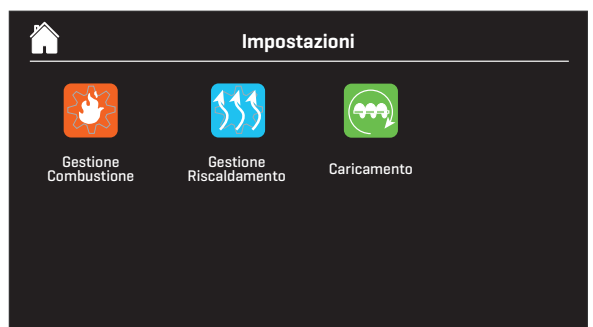 Impostazioni
Gestione
Combustione
Gestione
Riscaldamento
Caricamento